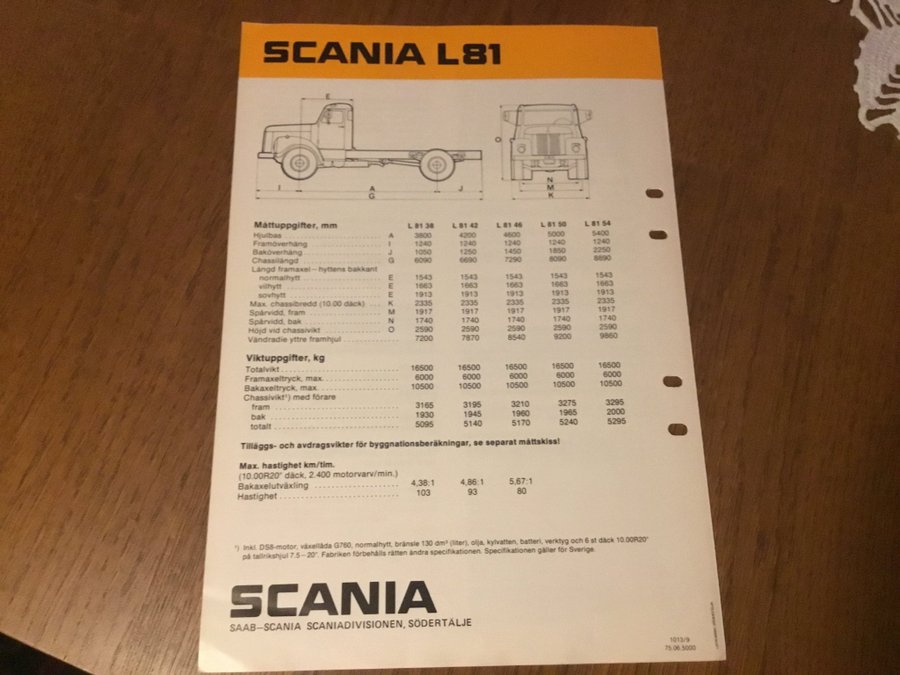 SCANIA L81
E
O
I A J
G
N
M
K
Måttuppgifter, mm L 81 38 L 81 42 L 81 46 L 81 50 L 81 54
Hjulbas A 3800 4200 4600 5000 5400
Framöverhäng I 1240 1240 1240 1240 1240
Baköverhäng J 1050 1250 1450 1850 2250
Chassilängd G 6090 6690 7290 8090 8890
Längd framaxel – hyttens bakkant
normalhytt E 1543 1543 1543 1543 1543
vilhytt E 1663 1663 1663 1663 1663
sovhytt E 1913 1913 1913 1913 1913
Max. chassibredd (10.00 däck) K 2335 2335 2335 2335 2335
Spårvidd, fram M 1917 1917 1917 1917 1917
Spårvidd, bak N 1740 1740 1740 1740 1740
Höjd vid chassivikt O 2590 2590 2590 2590 2590
Vändradie yttre framhjul 7200 7870 8540 9200 9860
Viktuppgifter, kg
Totalvikt 16500 16500 16500 16500 16500
Framaxeltryck, max. 6000 6000 6000 6000 6000
Bakaxeltryck, max. 10500 10500 10500 10500 10500
Chassivikt¹) med förare
fram 3165 3195 3210 3275 3295
bak 1930 1945 1960 1965 2000
totalt 5095 5140 5170 5240 5295
Tilläggs- och avdragsvikter för byggnationsberäkningar, se separat måttskiss!
Max. hastighet km/tim.
(10.00R20" däck, 2.400 motorvarv/min.)
Bakaxelutväxling 4,38:1 4,86:1 5,67:1
Hastighet 103 93 80
¹) Inkl. DS8-motor, växellåda G760, normalhytt, bränsle 130 dm³ (liter), olja, kylvatten, batteri, verktyg och 6 st däck 10.00R20"
på tallrikshjul 7.5–20". Fabriken förbehålls rätten ändra specifikationen. Specifikationen gäller för Sverige.
SCANIA
SAAB–SCANIA SCANIADIVISIONEN, SÖDERTÄLJE
1013/9
75.06.5000